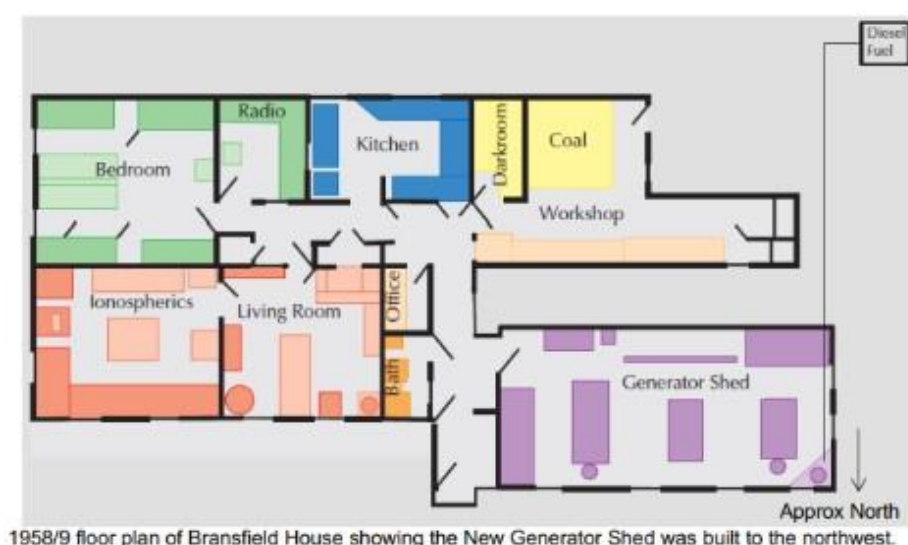 Diesel
Fuel
Radio
Kitchen
Darkroom
Coal
Bedroom
Workshop
Ionospherics
Living Room
Office
Bath
Generator Shed
Approx North
1958/9 floor plan of Bransfield House showing the New Generator Shed was built to the northwest.